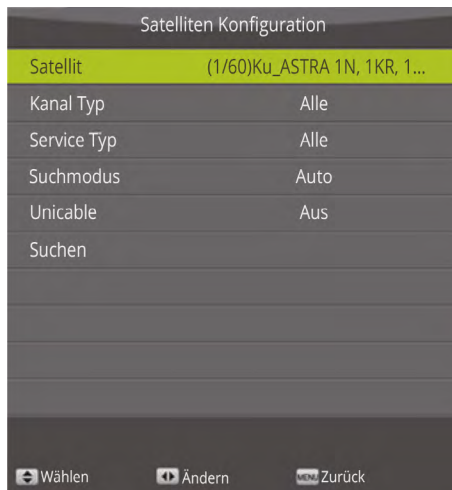 Satelliten Konfiguration
Satellit (1/60)Ku_ASTRA 1N, 1KR, 1...
Kanal Typ Alle
Service Typ Alle
Suchmodus Auto
Unicable Aus
Suchen
Wählen Ändern MENU Zurück